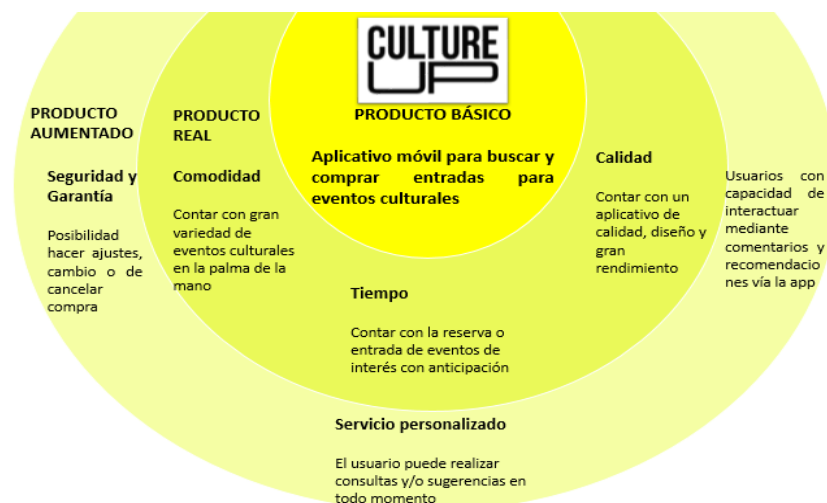 CULTURE
UP
PRODUCTO BÁSICO
Aplicativo móvil para buscar y
comprar entradas para
eventos culturales
PRODUCTO
AUMENTADO
Seguridad y
Garantía
Posibilidad
hacer ajustes,
cambio o de
cancelar
compra
PRODUCTO
REAL
Comodidad
Contar con gran
variedad de
eventos culturales
en la palma de la
mano
Tiempo
Contar con la reserva o
entrada de eventos de
interés con anticipación
Calidad
Contar con un
aplicativo de
calidad, diseño y
gran
rendimiento
Usuarios con
capacidad de
interactuar
mediante
comentarios y
recomendacio
nes vía la app
Servicio personalizado
El usuario puede realizar
consultas y/o sugerencias en
todo momento